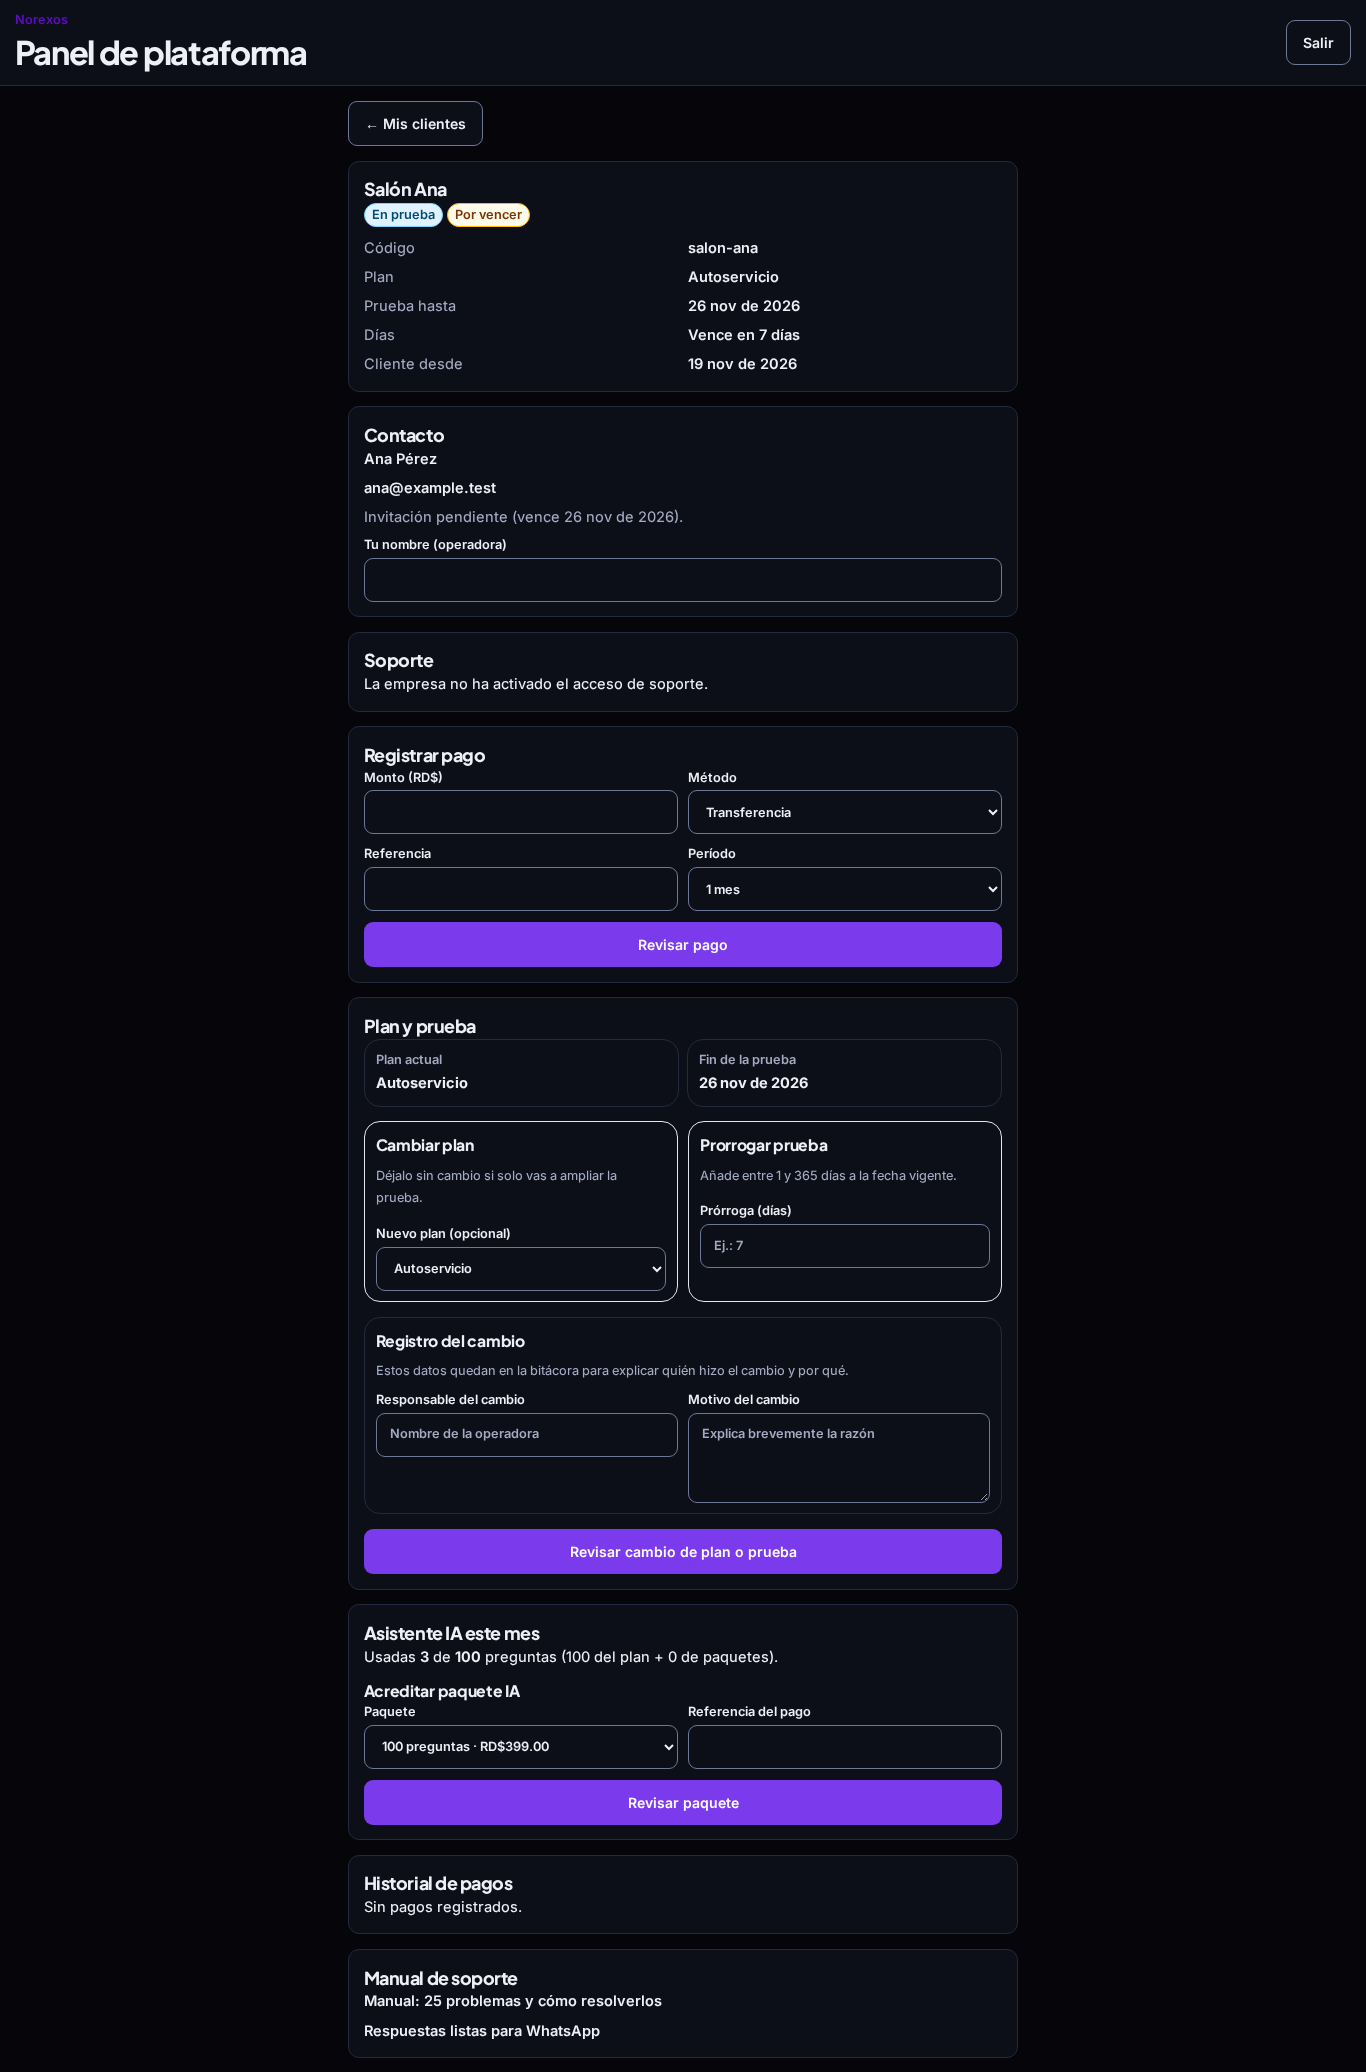 Norexos
Panel de plataforma
Salir
← Mis clientes
Salón Ana
En prueba Por vencer
Código salon-ana
Plan Autoservicio
Prueba hasta 26 nov de 2026
Días Vence en 7 días
Cliente desde 19 nov de 2026
Contacto
Ana Pérez
ana@example.test
Invitación pendiente (vence 26 nov de 2026).
Tu nombre (operadora)
Soporte
La empresa no ha activado el acceso de soporte.
Registrar pago
Monto (RD$) Método
Transferencia
Referencia Período
1 mes
Revisar pago
Plan y prueba
Plan actual
Autoservicio
Fin de la prueba
26 nov de 2026
Cambiar plan
Déjalo sin cambio si solo vas a ampliar la
prueba.
Nuevo plan (opcional)
Autoservicio
Prorrogar prueba
Añade entre 1 y 365 días a la fecha vigente.
Prórroga (días)
Ej.: 7
Registro del cambio
Estos datos quedan en la bitácora para explicar quién hizo el cambio y por qué.
Responsable del cambio
Nombre de la operadora
Motivo del cambio
Explica brevemente la razón
Revisar cambio de plan o prueba
Asistente IA este mes
Usadas 3 de 100 preguntas (100 del plan + 0 de paquetes).
Acreditar paquete IA
Paquete
100 preguntas · RD$399.00
Referencia del pago
Revisar paquete
Historial de pagos
Sin pagos registrados.
Manual de soporte
Manual: 25 problemas y cómo resolverlos
Respuestas listas para WhatsApp